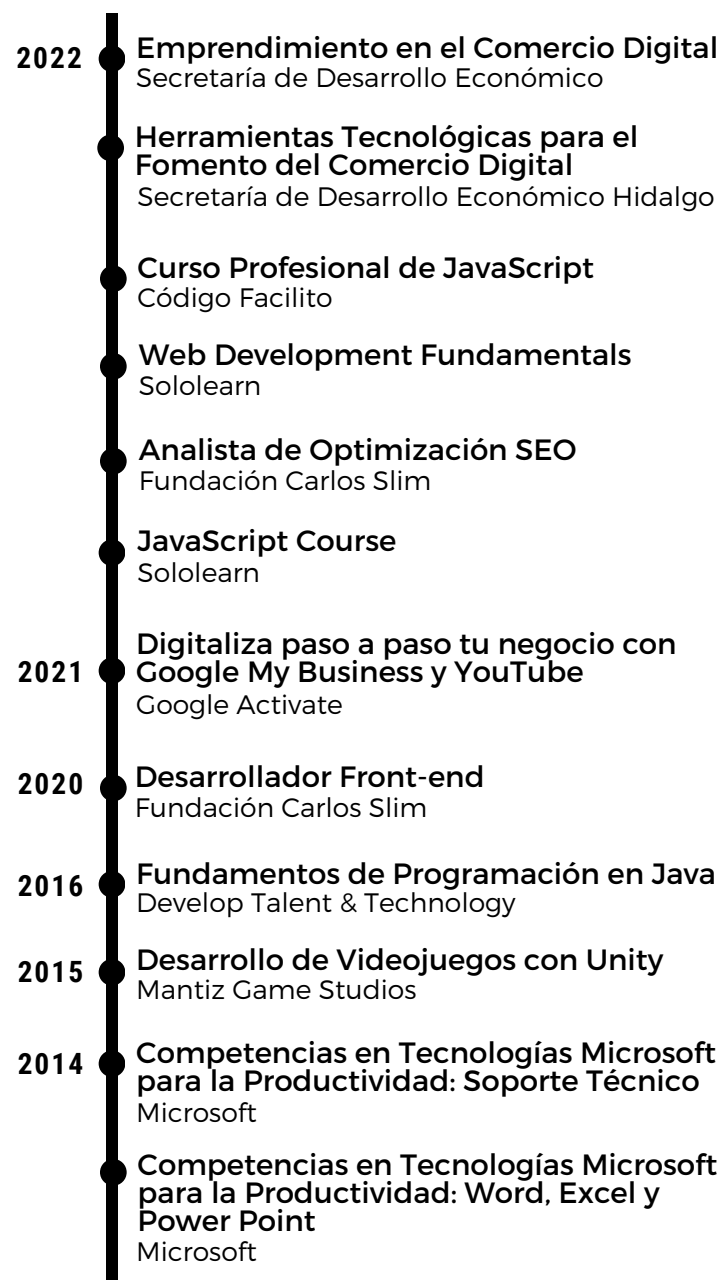 2022
Emprendimiento en el Comercio Digital
Secretaría de Desarrollo Económico
Herramientas Tecnológicas para el
Fomento del Comercio Digital
Secretaría de Desarrollo Económico Hidalgo
Curso Profesional de JavaScript
Código Facilito
Web Development Fundamentals
Sololearn
Analista de Optimización SEO
Fundación Carlos Slim
JavaScript Course
Sololearn
2021
Digitaliza paso a paso tu negocio con
Google My Business y YouTube
Google Activate
2020
Desarrollador Front-end
Fundación Carlos Slim
2016
Fundamentos de Programación en Java
Develop Talent & Technology
2015
Desarrollo de Videojuegos con Unity
Mantiz Game Studios
2014
Competencias en Tecnologías Microsoft
para la Productividad: Soporte Técnico
Microsoft
Competencias en Tecnologías Microsoft
para la Productividad: Word, Excel y
Power Point
Microsoft